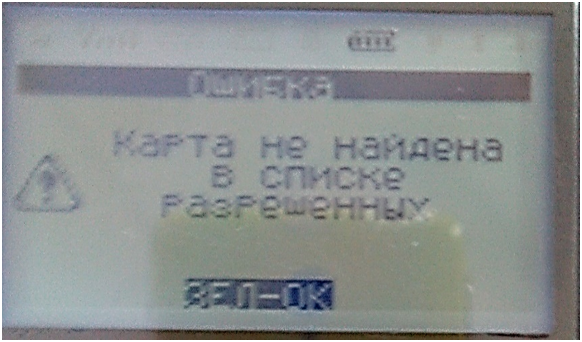 Ошибка
Карта не найдена
в списке
разрешенных
ЗЕЛ-ОК